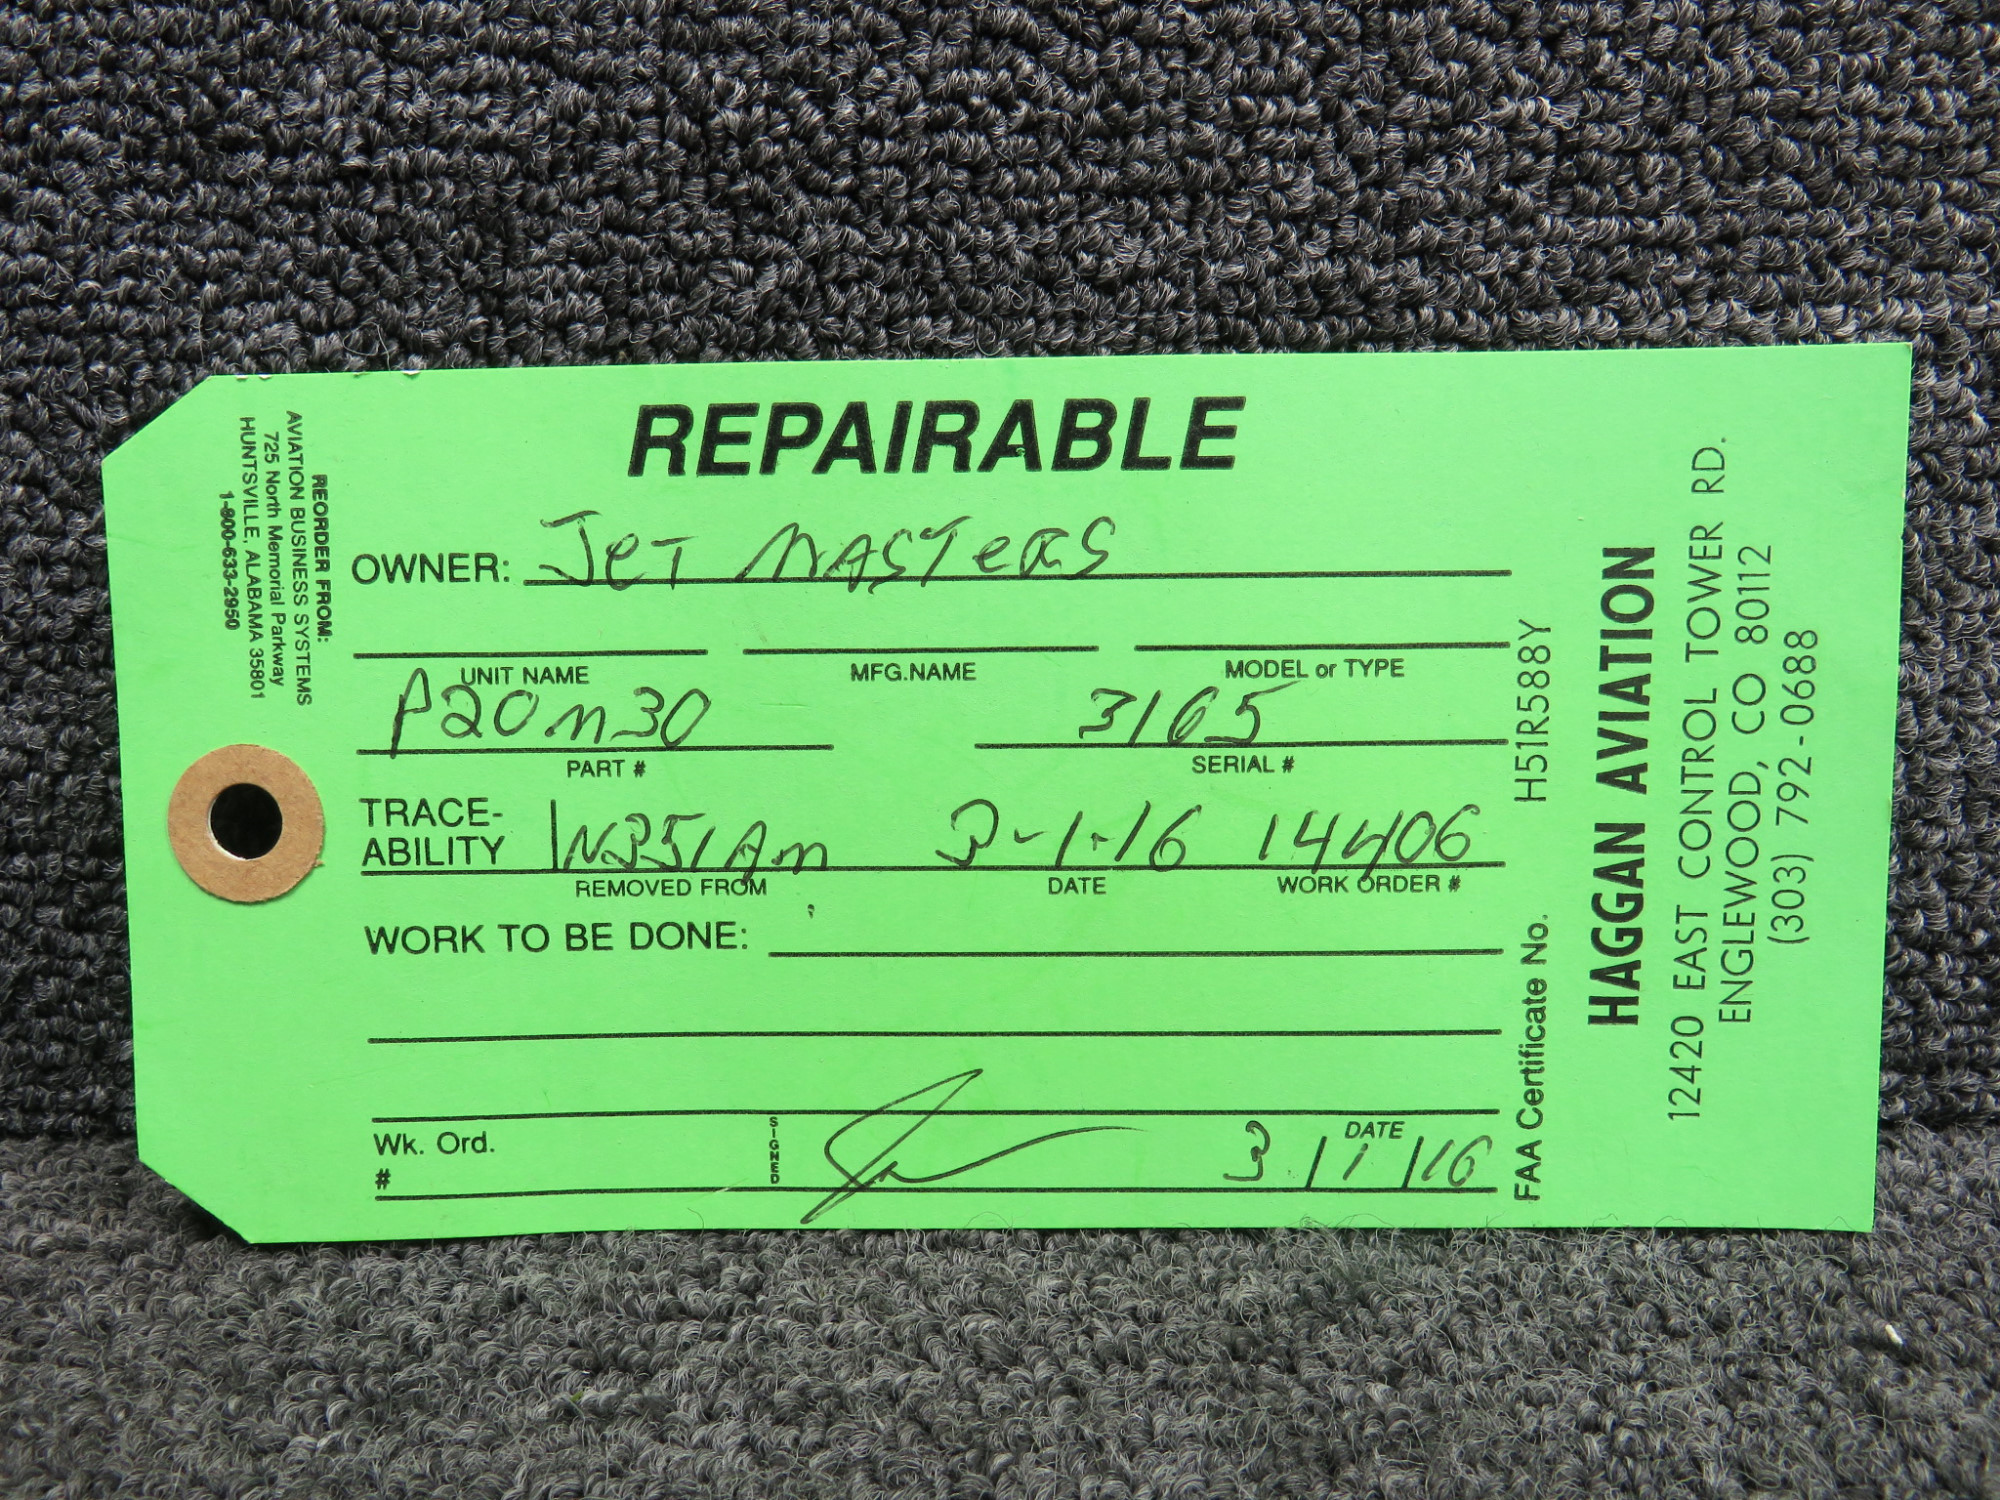 REPAIRABLE
OWNER: JeT MASTeRS
UNIT NAME MFG.NAME MODEL or TYPE
P20m30 3165
PART # SERIAL #
TRACE-
ABILITY N351Am 3-1-16 14406
REMOVED FROM DATE WORK ORDER #
WORK TO BE DONE:
Wk. Ord.
#
SIGNED
DATE
3/1/16
REORDER FROM:
AVIATION BUSINESS SYSTEMS
725 North Memorial Parkway
HUNTSVILLE, ALABAMA 35801
1-800-633-2950
FAA Certificate No. H51R588Y
HAGGAN AVIATION
12420 EAST CONTROL TOWER RD.
ENGLEWOOD, CO 80112
(303) 792-0688